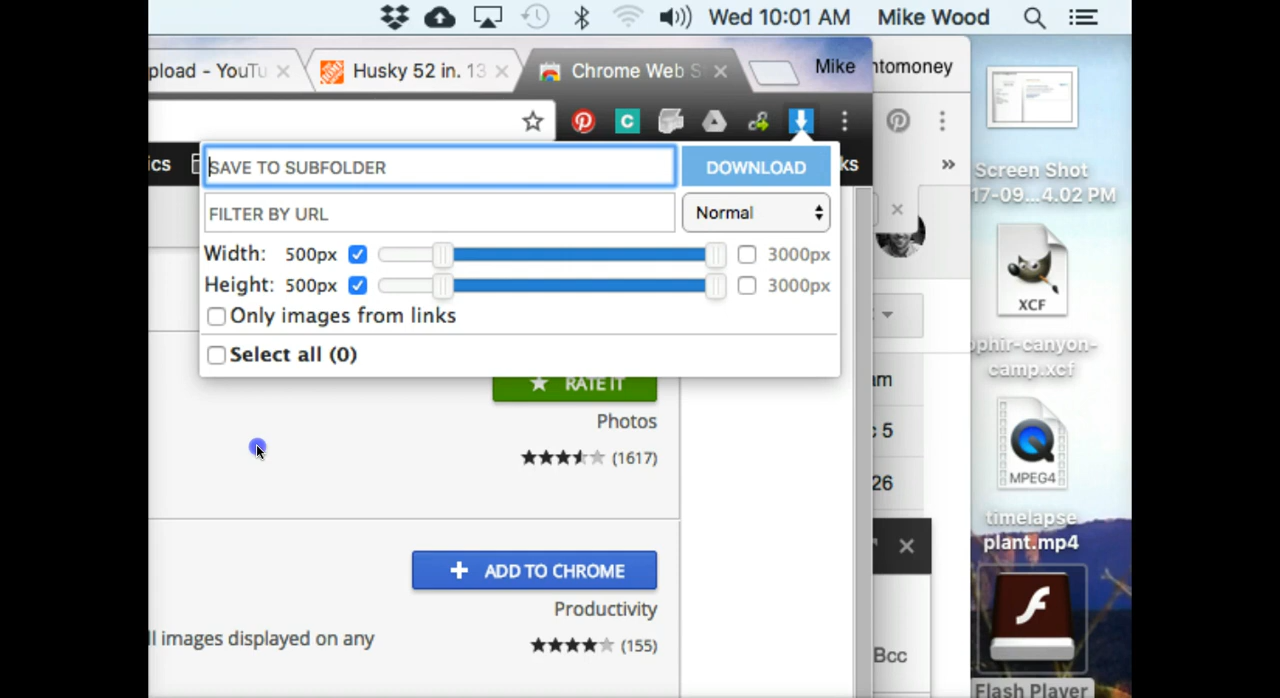 Wed 10:01 AM Mike Wood
pload - YouTu
Husky 52 in. 13
Chrome Web S
Mike
ntomoney
ics
SAVE TO SUBFOLDER
DOWNLOAD
ks
»
FILTER BY URL
Normal
Width: 500px 3000px
Height: 500px 3000px
Only images from links
Select all (0)
RATE IT
Photos
(1617)
ADD TO CHROME
Productivity
ll images displayed on any
(155)
am
c 5
26
Bcc
Screen Shot
17-09...4.02 PM
XCF
ophir-canyon-
camp.xcf
MPEG4
timelapse
plant.mp4
Flash Player